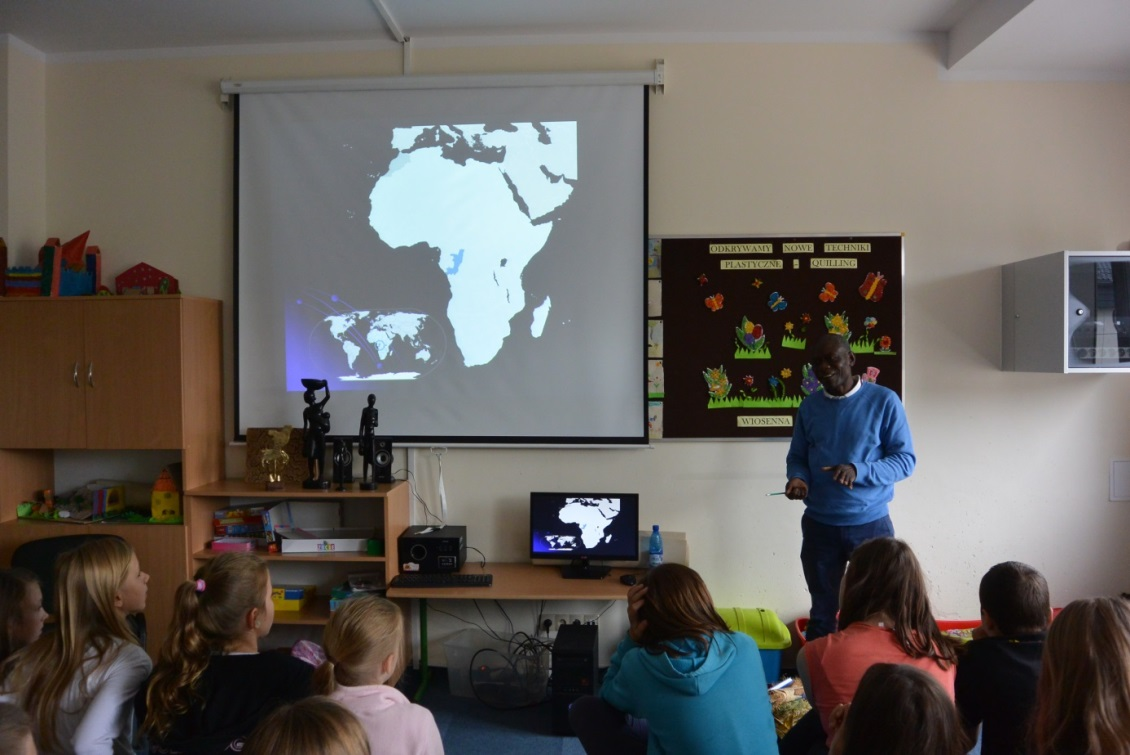 ODKRYWAMY NOWE TECHNIKI
PLASTYCZNE - QUILLING
WIOSENNA